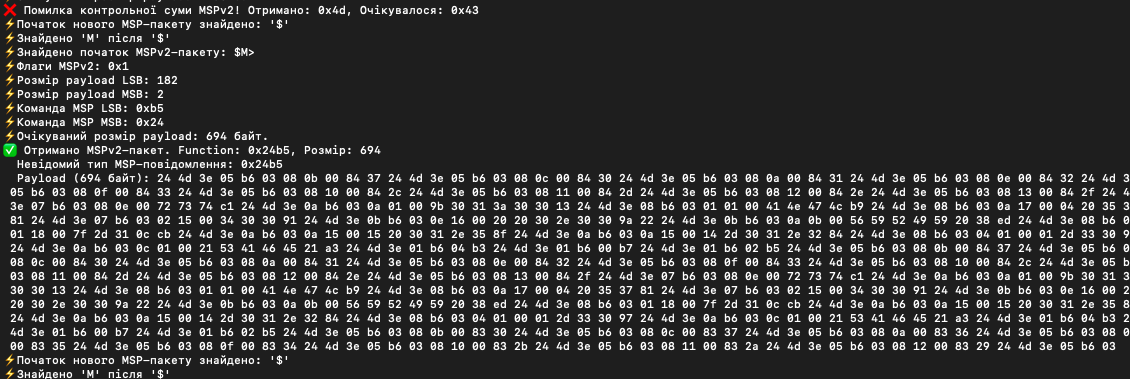 ❌ Помилка контрольної суми MSPv2! Отримано: 0x4d, Очікувалося: 0x43
⚡Початок нового MSP-пакету знайдено: '$'
⚡Знайдено 'M' після '$'
⚡Знайдено початок MSPv2-пакету: $M>
⚡Флаги MSPv2: 0x1
⚡Розмір payload LSB: 182
⚡Розмір payload MSB: 2
⚡Команда MSP LSB: 0xb5
⚡Команда MSP MSB: 0x24
⚡Очікуваний розмір payload: 694 байт.
✅ Отримано MSPv2-пакет. Function: 0x24b5, Розмір: 694
Невідомий тип MSP-повідомлення: 0x24b5
Payload (694 байт): 24 4d 3e 05 b6 03 08 0b 00 84 37 24 4d 3e 05 b6 03 08 0c 00 84 30 24 4d 3e 05 b6 03 08 0a 00 84 31 24 4d 3e 05 b6 03 08 0e 00 84 32 24 4d 3
05 b6 03 08 0f 00 84 33 24 4d 3e 05 b6 03 08 10 00 84 2c 24 4d 3e 05 b6 03 08 11 00 84 2d 24 4d 3e 05 b6 03 08 12 00 84 2e 24 4d 3e 05 b6 03 08 13 00 84 2f 24 4
3e 07 b6 03 08 0e 00 72 73 74 c1 24 4d 3e 0a b6 03 0a 01 00 9b 30 31 3a 30 30 13 24 4d 3e 08 b6 03 01 01 00 41 4e 47 4c b9 24 4d 3e 08 b6 03 0a 17 00 04 20 35 3
81 24 4d 3e 07 b6 03 02 15 00 34 30 30 91 24 4d 3e 0b b6 03 0e 16 00 20 20 30 2e 30 30 9a 22 24 4d 3e 0b b6 03 0a 0b 00 56 59 52 49 59 20 38 ed 24 4d 3e 08 b6 0
01 18 00 7f 2d 31 0c cb 24 4d 3e 0a b6 03 0a 15 00 15 20 30 31 2e 35 8f 24 4d 3e 0a b6 03 0a 15 00 14 2d 30 31 2e 32 84 24 4d 3e 08 b6 03 04 01 00 01 2d 33 30 9
24 4d 3e 0a b6 03 0c 01 00 21 53 41 46 45 21 a3 24 4d 3e 01 b6 04 b3 24 4d 3e 01 b6 00 b7 24 4d 3e 01 b6 02 b5 24 4d 3e 05 b6 03 08 0b 00 84 37 24 4d 3e 05 b6 0
08 0c 00 84 30 24 4d 3e 05 b6 03 08 0a 00 84 31 24 4d 3e 05 b6 03 08 0e 00 84 32 24 4d 3e 05 b6 03 08 0f 00 84 33 24 4d 3e 05 b6 03 08 10 00 84 2c 24 4d 3e 05 b
03 08 11 00 84 2d 24 4d 3e 05 b6 03 08 12 00 84 2e 24 4d 3e 05 b6 03 08 13 00 84 2f 24 4d 3e 07 b6 03 08 0e 00 72 73 74 c1 24 4d 3e 0a b6 03 0a 01 00 9b 30 31 3
30 30 13 24 4d 3e 08 b6 03 01 01 00 41 4e 47 4c b9 24 4d 3e 08 b6 03 0a 17 00 04 20 35 37 81 24 4d 3e 07 b6 03 02 15 00 34 30 30 91 24 4d 3e 0b b6 03 0e 16 00 2
20 30 2e 30 30 9a 22 24 4d 3e 0b b6 03 0a 0b 00 56 59 52 49 59 20 38 ed 24 4d 3e 08 b6 03 01 18 00 7f 2d 31 0c cb 24 4d 3e 0a b6 03 0a 15 00 15 20 30 31 2e 35 8
24 4d 3e 0a b6 03 0a 15 00 14 2d 30 31 2e 32 84 24 4d 3e 08 b6 03 04 01 00 01 2d 33 30 97 24 4d 3e 0a b6 03 0c 01 00 21 53 41 46 45 21 a3 24 4d 3e 01 b6 04 b3 2
4d 3e 01 b6 00 b7 24 4d 3e 01 b6 02 b5 24 4d 3e 05 b6 03 08 0b 00 83 30 24 4d 3e 05 b6 03 08 0c 00 83 37 24 4d 3e 05 b6 03 08 0a 00 83 36 24 4d 3e 05 b6 03 08 0
00 83 35 24 4d 3e 05 b6 03 08 0f 00 83 34 24 4d 3e 05 b6 03 08 10 00 83 2b 24 4d 3e 05 b6 03 08 11 00 83 2a 24 4d 3e 05 b6 03 08 12 00 83 29 24 4d 3e 05 b6 03
⚡Початок нового MSP-пакету знайдено: '$'
⚡Знайдено 'M' після '$'